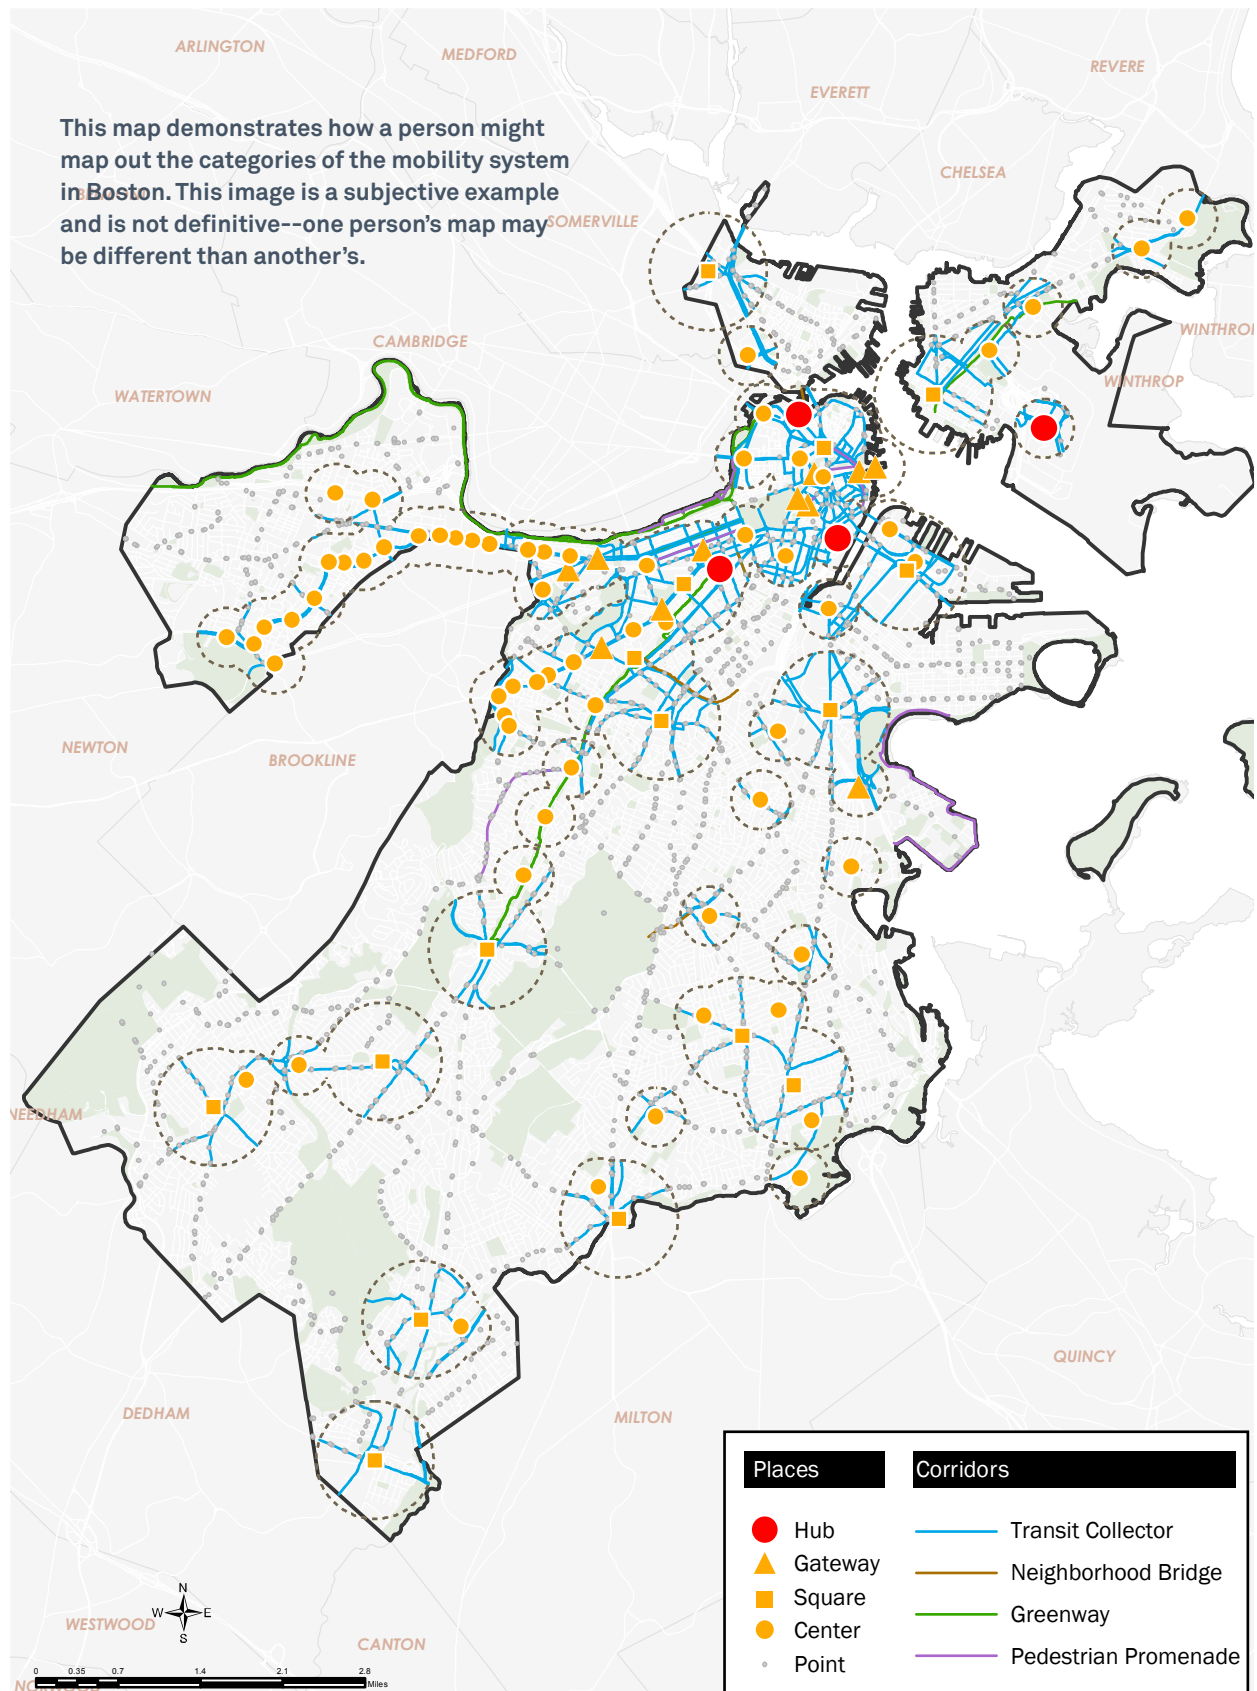 ARLINGTON
MEDFORD
REVERE
EVERETT
This map demonstrates how a person might
map out the categories of the mobility system
in Boston. This image is a subjective example
and is not definitive--one person's map may
be different than another's.
CHELSEA
SOMERVILLE
WINTHROP
CAMBRIDGE
WINTHROP
WATERTOWN
NEWTON
BROOKLINE
NEEDHAM
QUINCY
DEDHAM
MILTON
WESTWOOD
CANTON
NORWOOD
N
W E
S
0 0.35 0.7 1.4 2.1 2.8
Miles
Places
Hub
Gateway
Square
Center
Point
Corridors
Transit Collector
Neighborhood Bridge
Greenway
Pedestrian Promenade